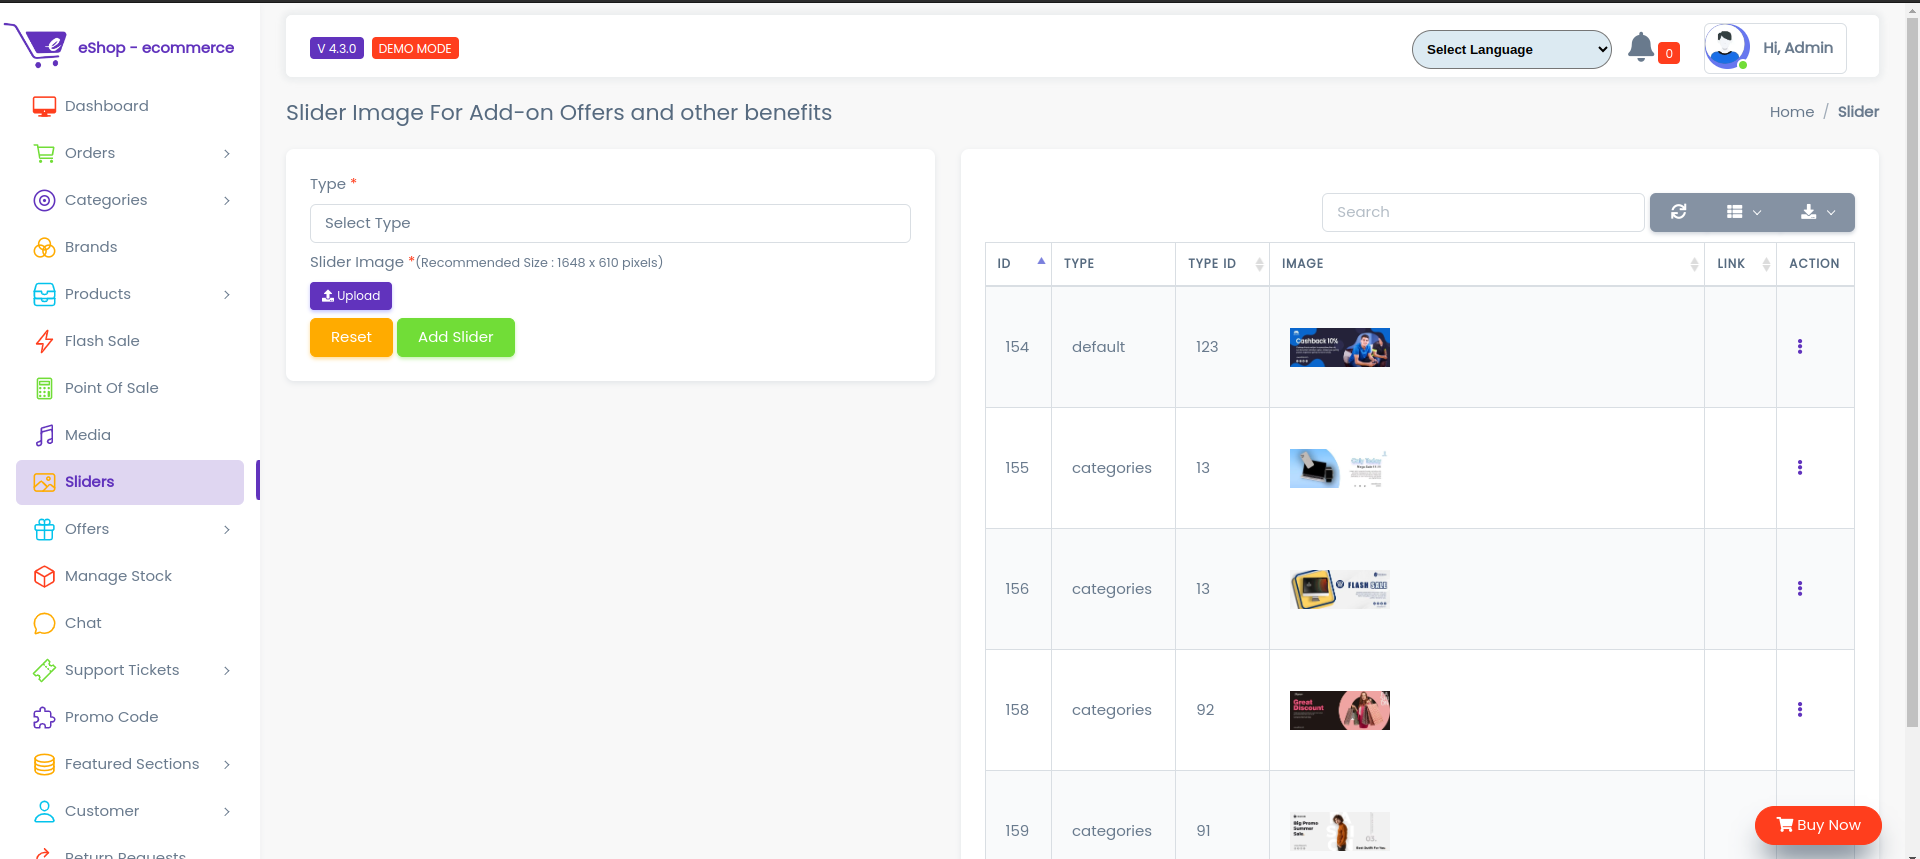 eShop - ecommerce
V 4.3.0
DEMO MODE
Select Language
0
Hi, Admin
Dashboard
Orders
Categories
Brands
Products
Flash Sale
Point Of Sale
Media
Sliders
Offers
Manage Stock
Chat
Support Tickets
Promo Code
Featured Sections
Customer
Return Requests
Slider Image For Add-on Offers and other benefits
Home / Slider
Type *
Select Type
Slider Image *(Recommended Size : 1648 x 610 pixels)
Upload
Reset
Add Slider
Search
ID TYPE TYPE ID IMAGE LINK ACTION
154 default 123
Cashback 10%
155 categories 13
156 categories 13
FLASH SALE
158 categories 92
Great
Discount
159 categories 91
Big Promo
Summer
Sale.
Buy Now